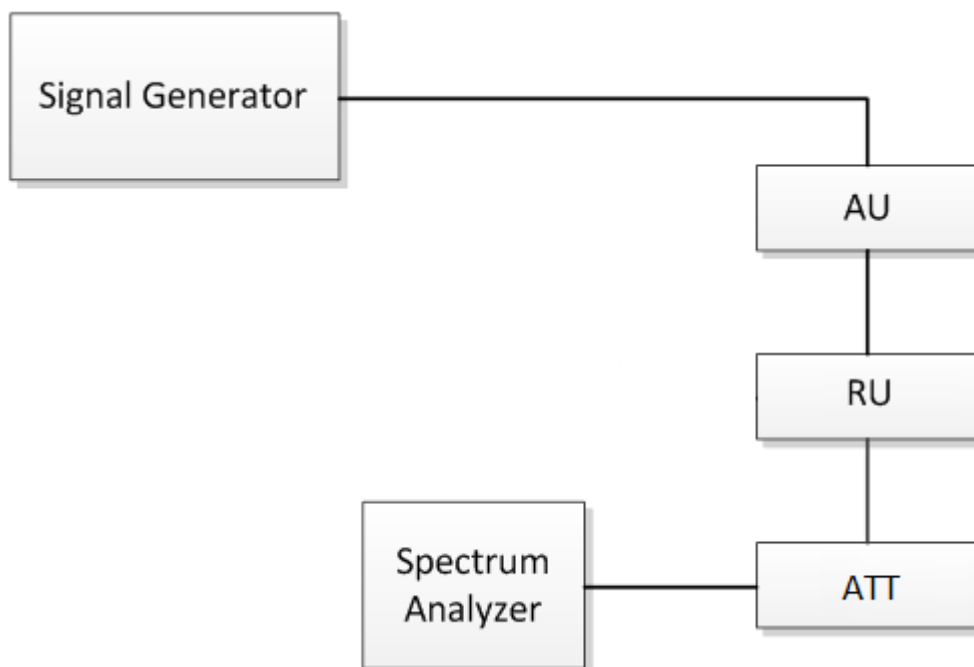 Signal Generator
AU
RU
Spectrum
Analyzer
ATT